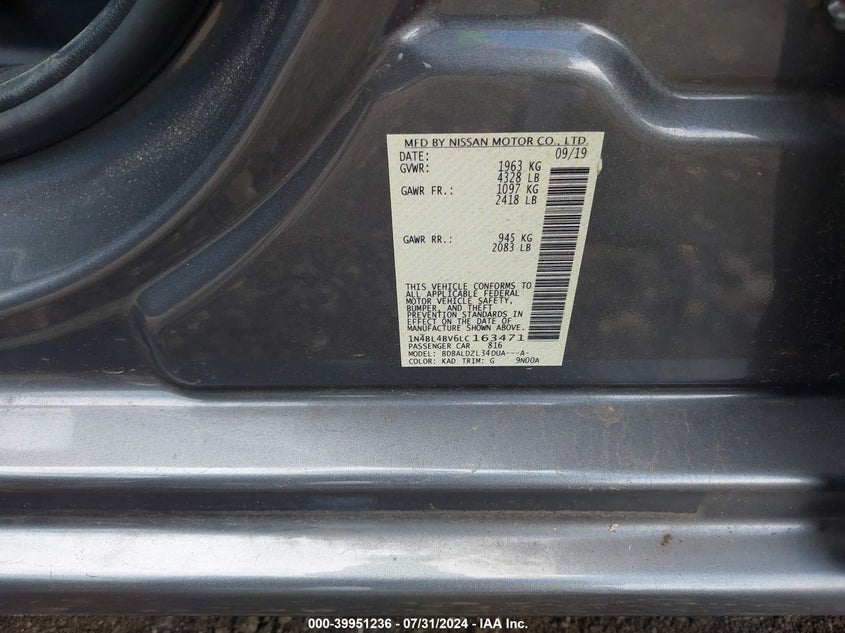 MFD BY NISSAN MOTOR CO., LTD.
DATE: 09/19
GVWR: 1963 KG
4328 LB
GAWR FR.: 1097 KG
2418 LB
GAWR RR.: 945 KG
2083 LB
THIS VEHICLE CONFORMS TO
ALL APPLICABLE FEDERAL
MOTOR VEHICLE SAFETY,
BUMPER, AND THEFT
PREVENTION STANDARDS IN
EFFECT ON THE DATE OF
MANUFACTURE SHOWN ABOVE.
1N4BL4BV6LC163471
PASSENGER CAR 816
MODEL: BDBALDZL34DUA---A-
COLOR: KAD TRIM: G 9N00A
000-39951236 - 07/31/2024 - IAA Inc.